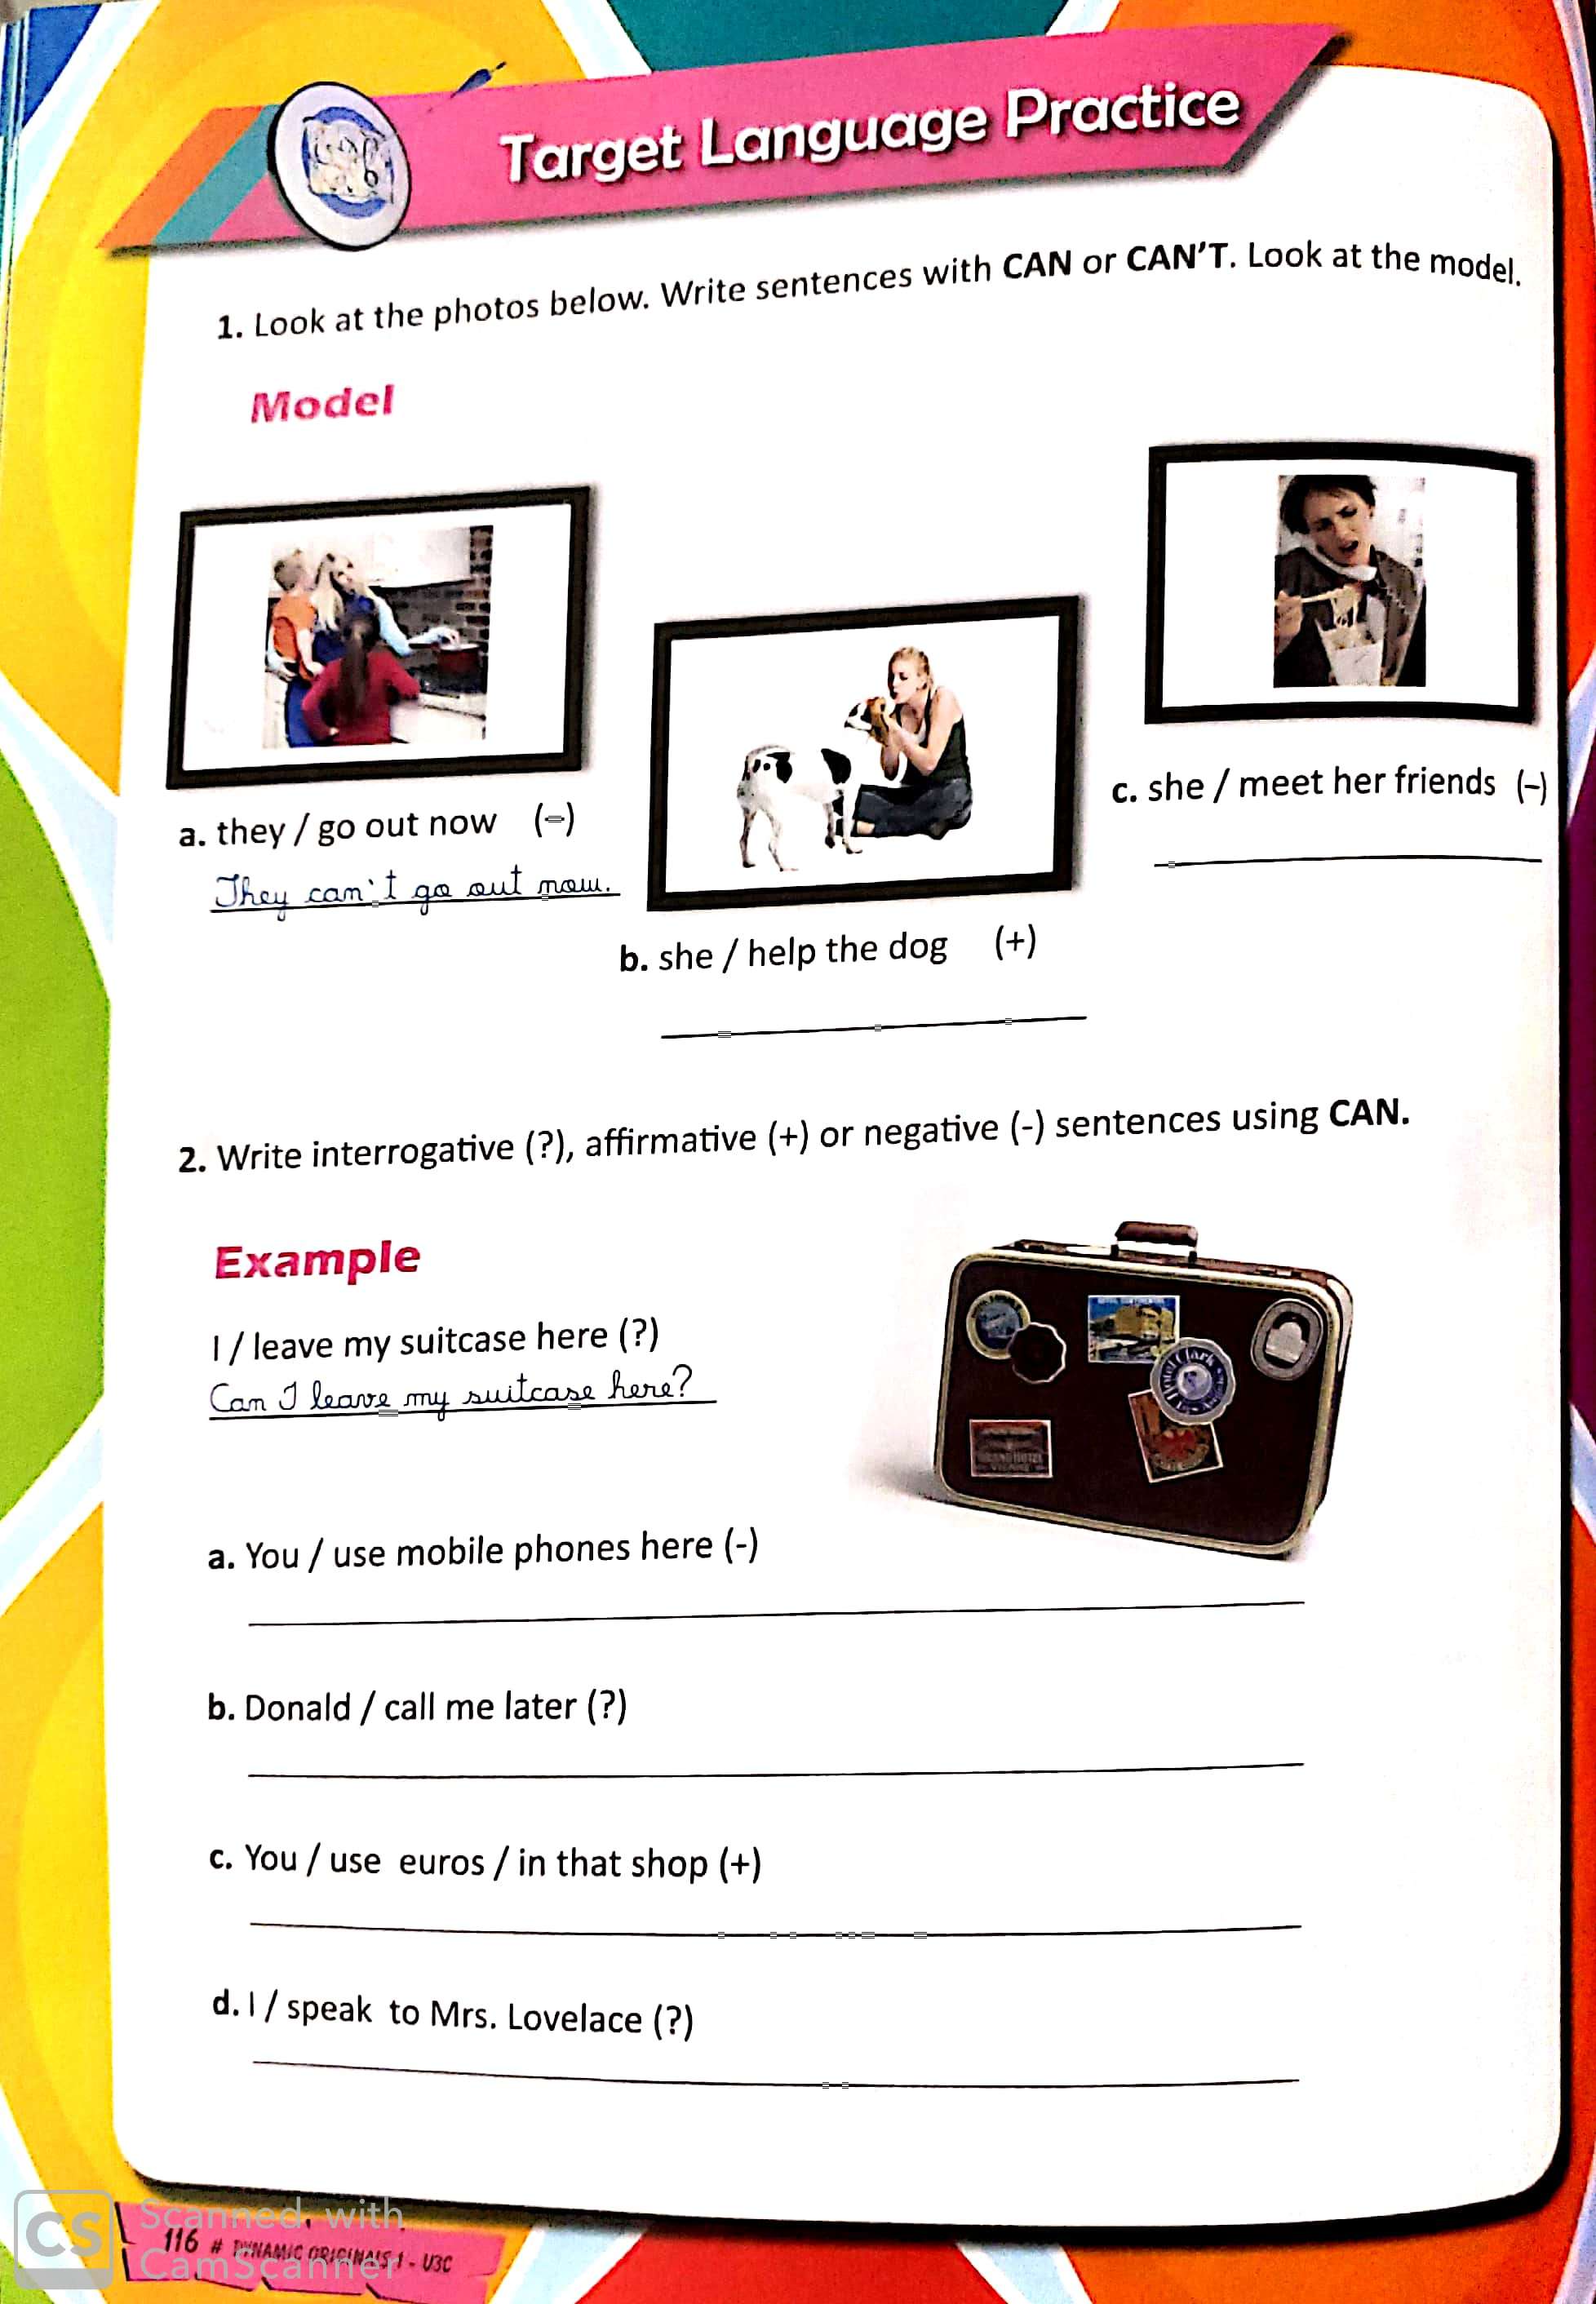 Target Language Practice
1. Look at the photos below. Write sentences with CAN or CAN'T. Look at the model.
Model
a. they / go out now (-)
They can't go out now.
b. she / help the dog (+)
c. she / meet her friends (-)
2. Write interrogative (?), affirmative (+) or negative (-) sentences using CAN.
Example
I / leave my suitcase here (?)
Can I leave my suitcase here?
a. You / use mobile phones here (-)
b. Donald / call me later (?)
c. You / use euros / in that shop (+)
d. I / speak to Mrs. Lovelace (?)
116 # DYNAMIC ORIGINALS 1 - U3C
CS
Scanned with
CamScanner